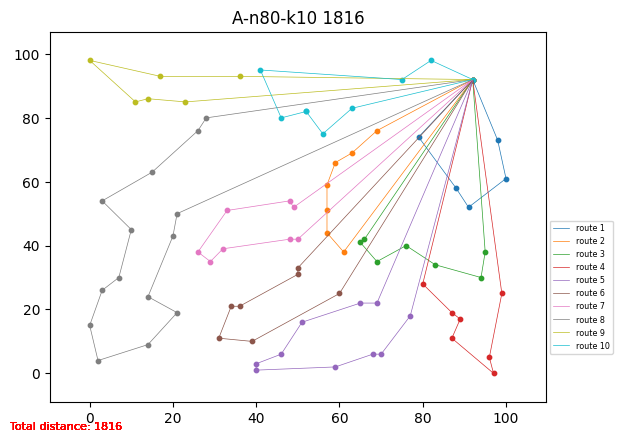 A-n80-k10 1816
100
80
60
40
20
0
0 20 40 60 80 100
route 1
route 2
route 3
route 4
route 5
route 6
route 7
route 8
route 9
route 10
Total distance: 1816